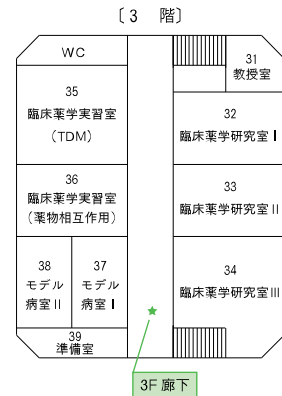 〔3 階〕
WC
31
教授室
35
臨床薬学実習室
（TDM）
32
臨床薬学研究室Ⅰ
36
臨床薬学実習室
（薬物相互作用）
33
臨床薬学研究室Ⅱ
38
モデル
病室Ⅱ
37
モデル
病室Ⅰ
34
臨床薬学研究室Ⅲ
39
準備室
3F 廊下